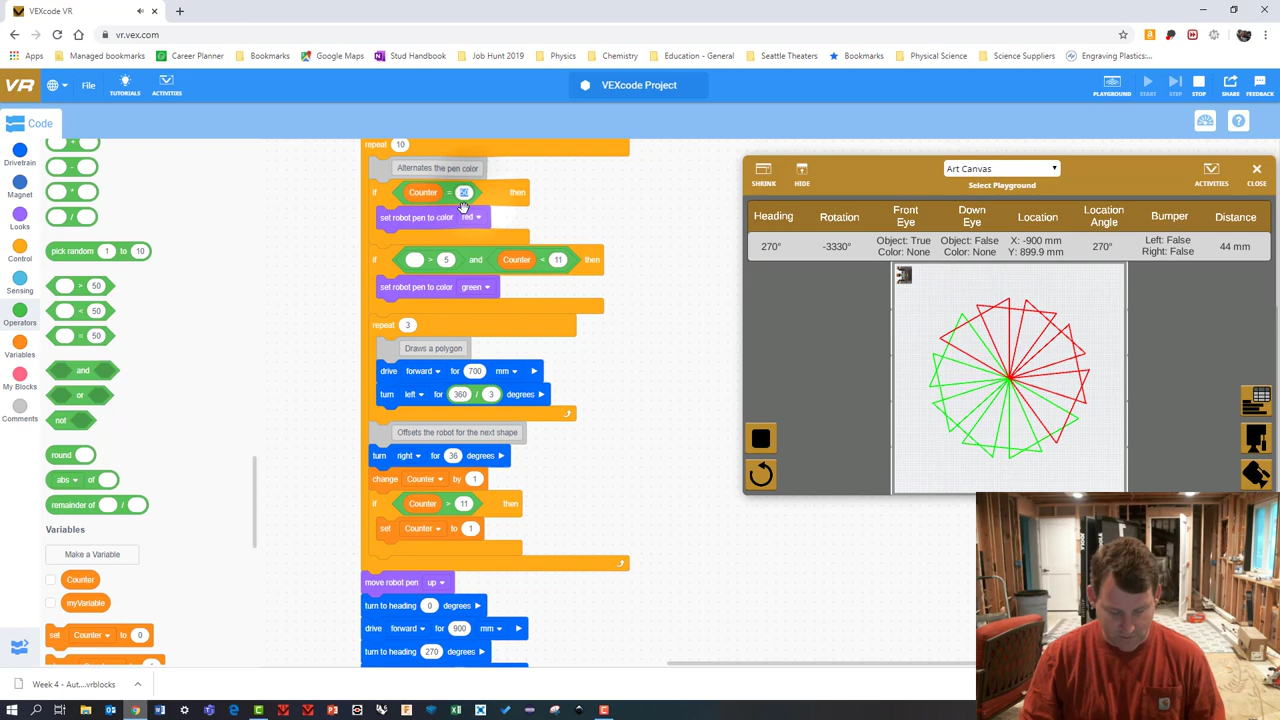 VEXcode VR
vr.vex.com
Apps
Managed bookmarks
Career Planner
Bookmarks
Google Maps
Stud Handbook
Job Hunt 2019
Physics
Chemistry
Education - General
Seattle Theaters
Bookmarks
Physical Science
Science Suppliers
Engraving Plastics:...
VR
File
TUTORIALS
ACTIVITIES
VEXcode Project
PLAYGROUND
START
STEP
STOP
SHARE
FEEDBACK
Code
Drivetrain
Magnet
Looks
Control
Sensing
Operators
Variables
My Blocks
Comments
+
-
*
/
pick random 1 to 10
> 50
< 50
= 50
and
or
not
round
abs of
remainder of /
Variables
Make a Variable
Counter
myVariable
set Counter to 0
repeat 10
Alternates the pen color
if Counter = then
set robot pen to color red
if > 5 and Counter < 11 then
set robot pen to color green
repeat 3
Draws a polygon
drive forward for 700 mm
turn left for 360 / 3 degrees
Offsets the robot for the next shape
turn right for 36 degrees
change Counter by 1
if Counter > 11 then
set Counter to 1
move robot pen up
turn to heading 0 degrees
drive forward for 900 mm
turn to heading 270 degrees
SHRINK
HIDE
Art Canvas
Select Playground
ACTIVITIES
CLOSE
Heading Rotation Front Eye Down Eye Location Location Angle Bumper Distance
270° -3330° Object: True Color: None Object: False Color: None X: -900 mm Y: 899.9 mm 270° Left: False Right: False 44 mm
Week 4 - Aut....vrblocks